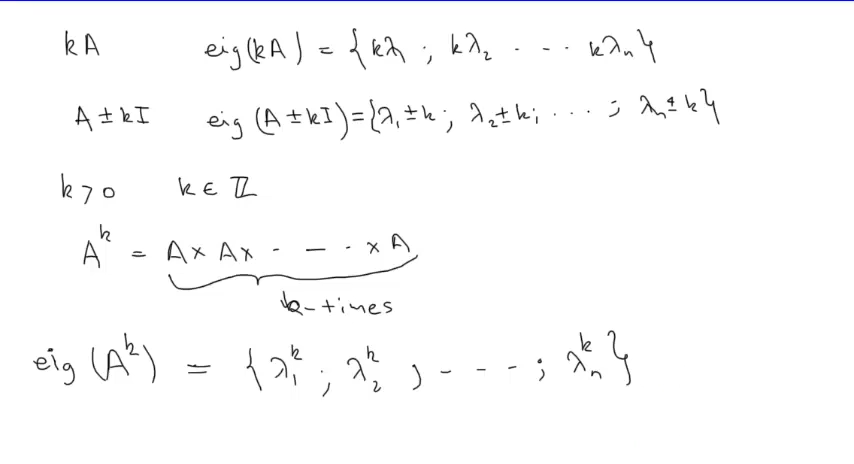 kA eig(kA) = {kλ ; kλ₂ · - · kλₙ}
A ± kI eig (A ± kI) = {λ₁ ± k ; λ₂ ± k ; · · · ; λₙ ± k}
k > 0 k ∈ ℤ
Aᵏ = A × A × · — · × A
k - times
eig (Aᵏ) = {λ₁ᵏ ; λ₂ᵏ ; - - - ; λₙᵏ}